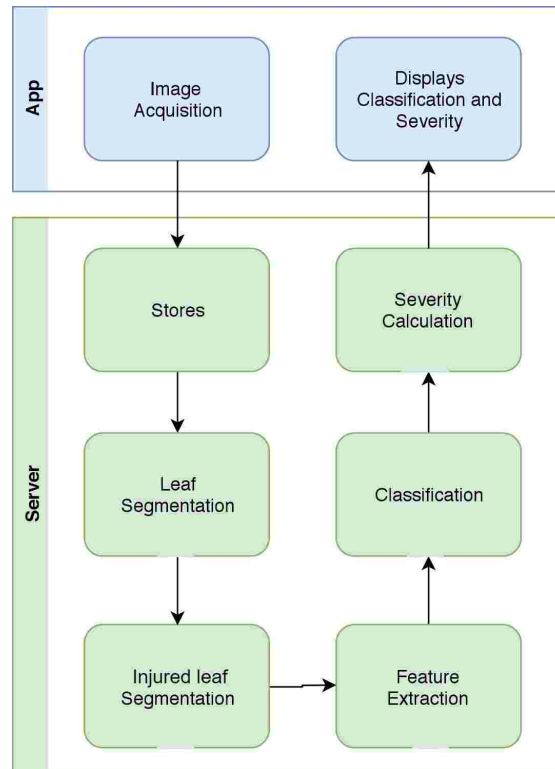 App
Image
Acquisition
Displays
Classification and
Severity
Server
Stores
Severity
Calculation
Leaf
Segmentation
Classification
Injured leaf
Segmentation
Feature
Extraction